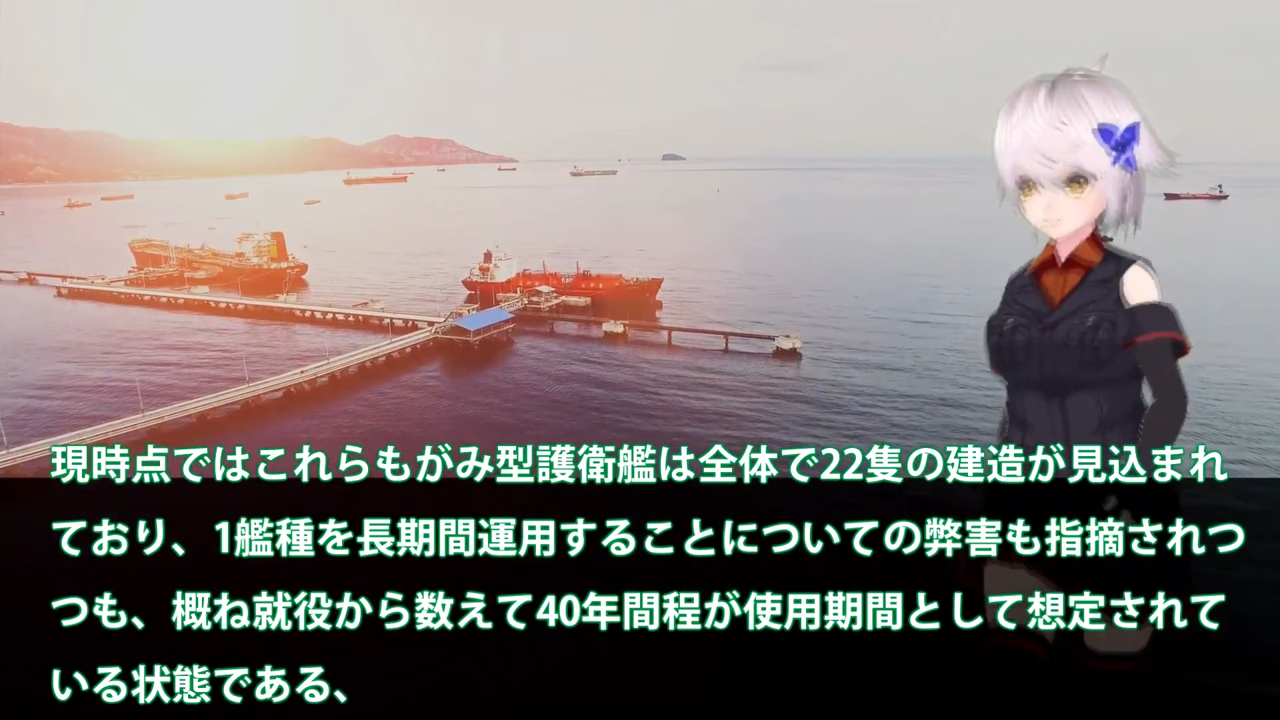 現時点ではこれらもがみ型護衛艦は全体で22隻の建造が見込まれ
ており、1艦種を長期間運用することについての弊害も指摘されつ
つも、概ね就役から数えて40年間程が使用期間として想定されて
いる状態である、